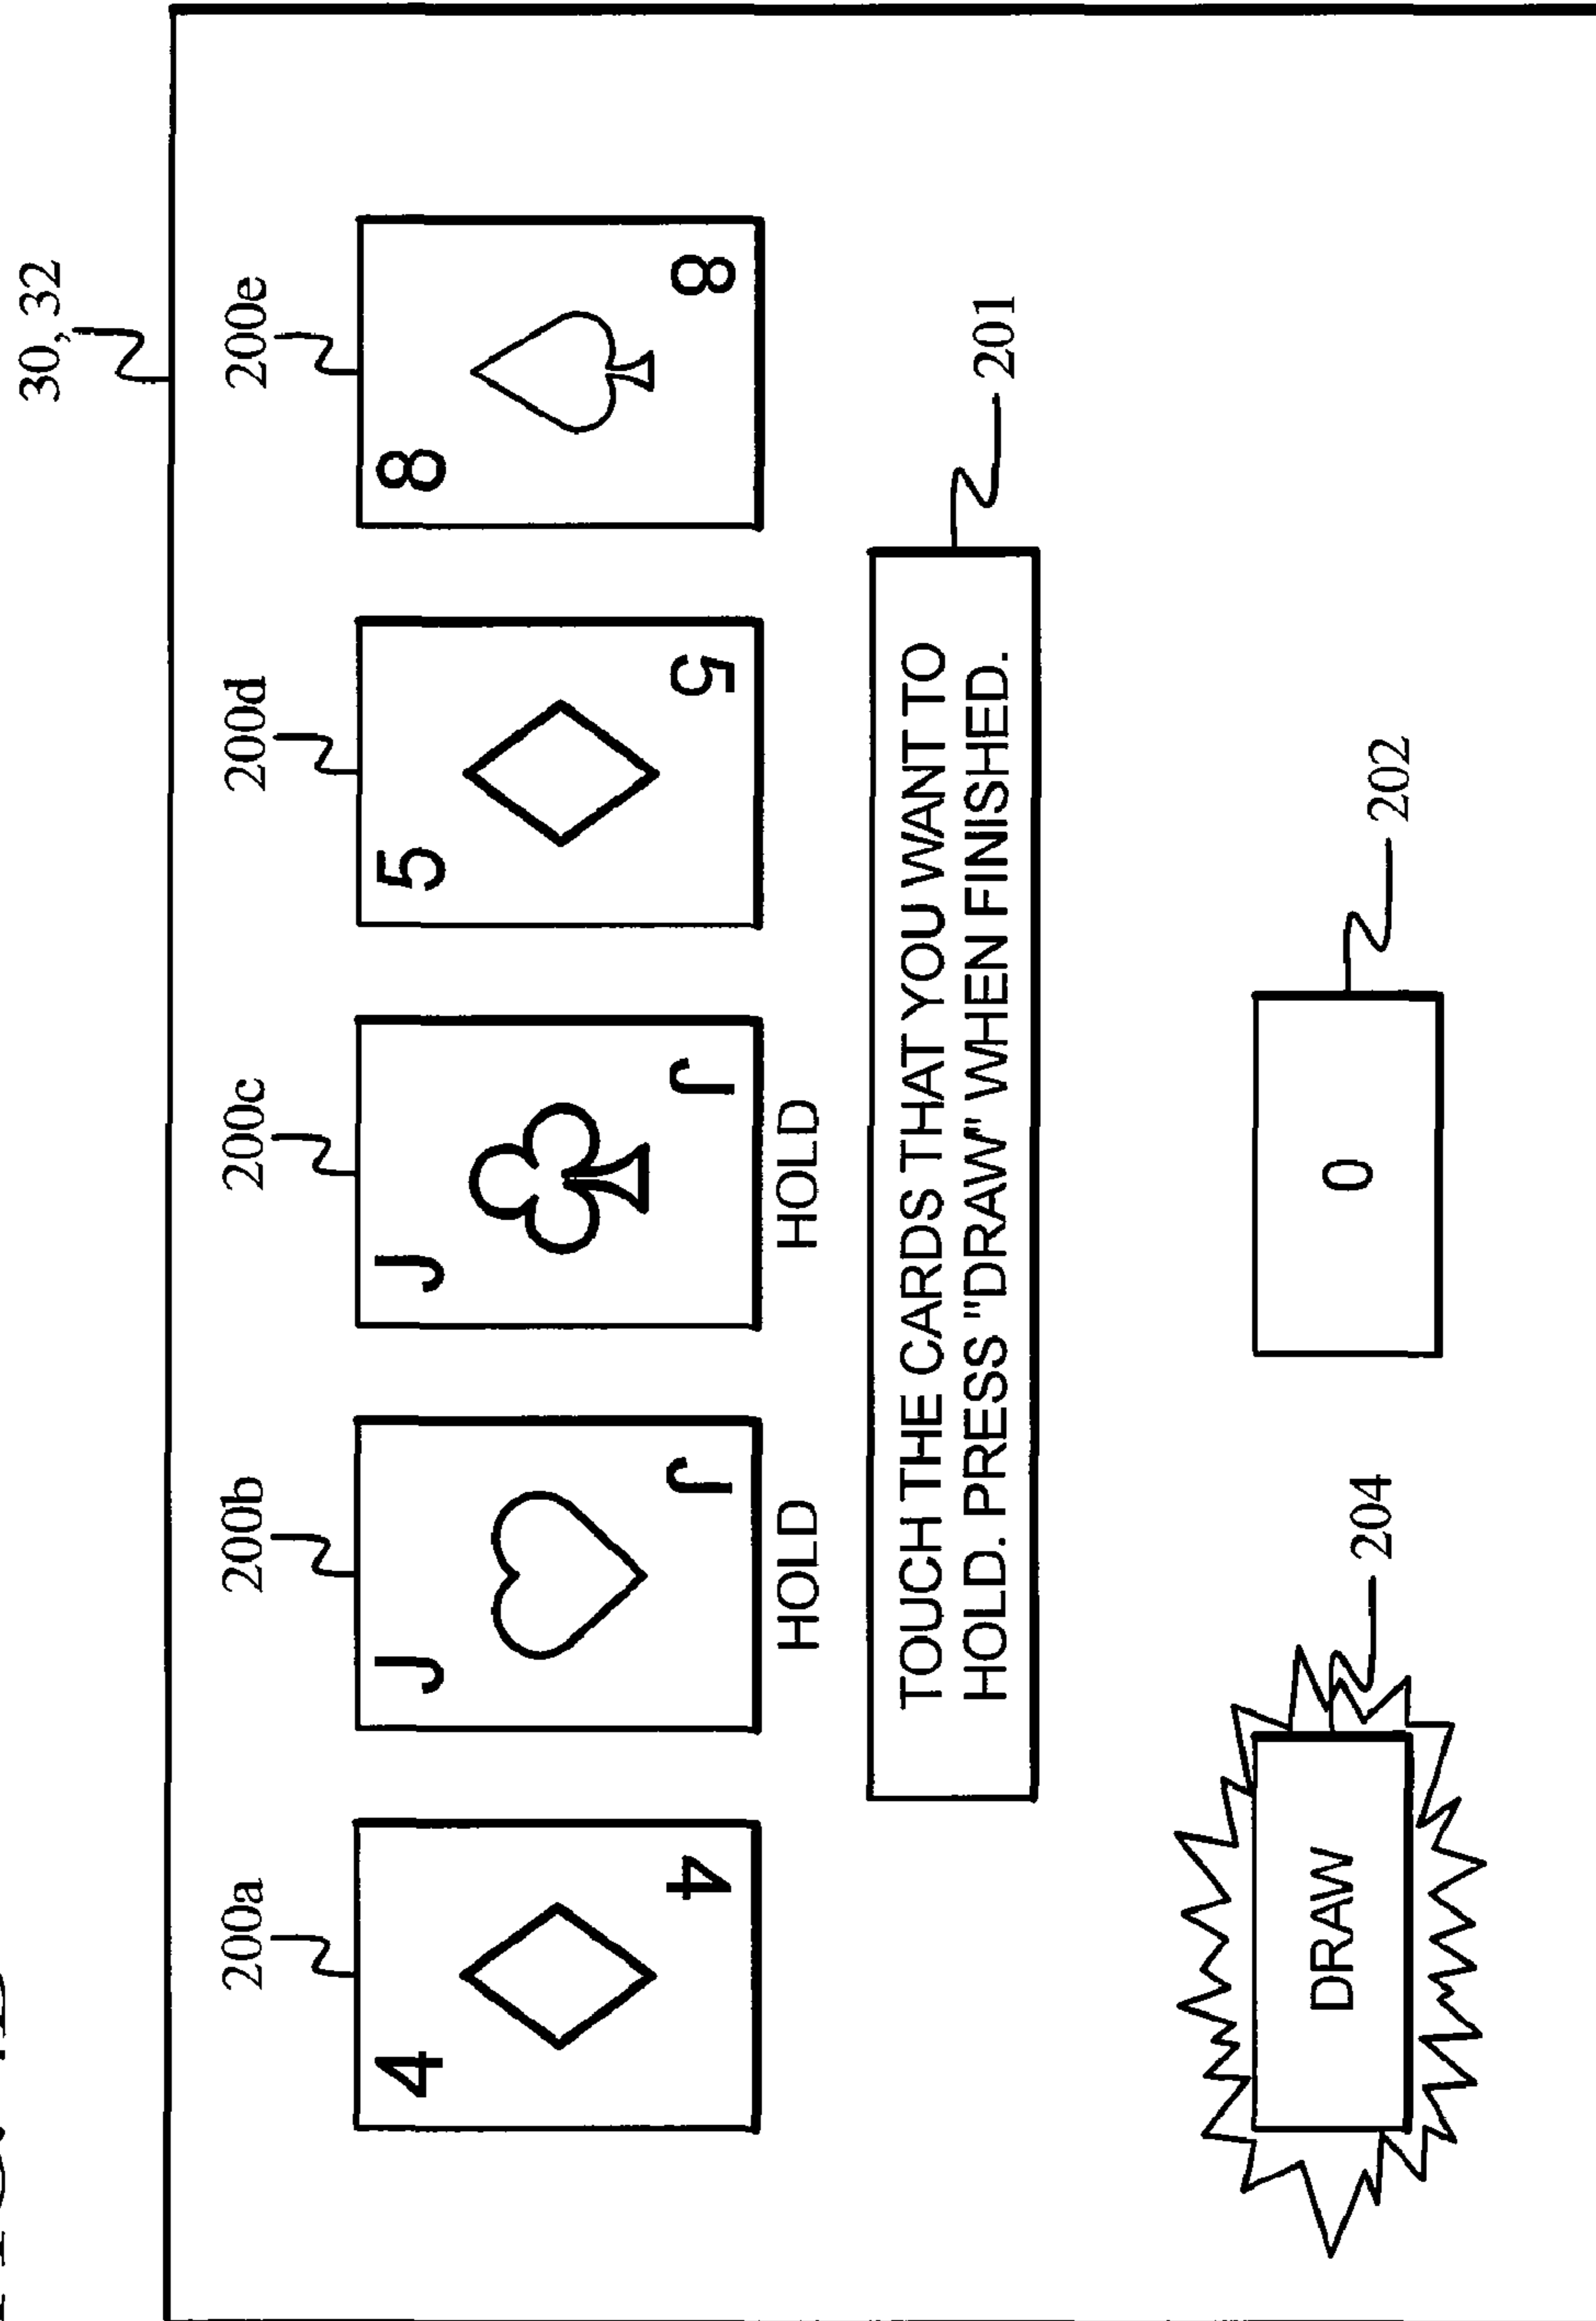 30, 32
200a
200b
200c
200d
200e
4
J
J
5
8
4
J
J
5
8
HOLD
HOLD
TOUCH THE CARDS THAT YOU WANT TO
HOLD. PRESS "DRAW" WHEN FINISHED.
201
DRAW
204
0
202